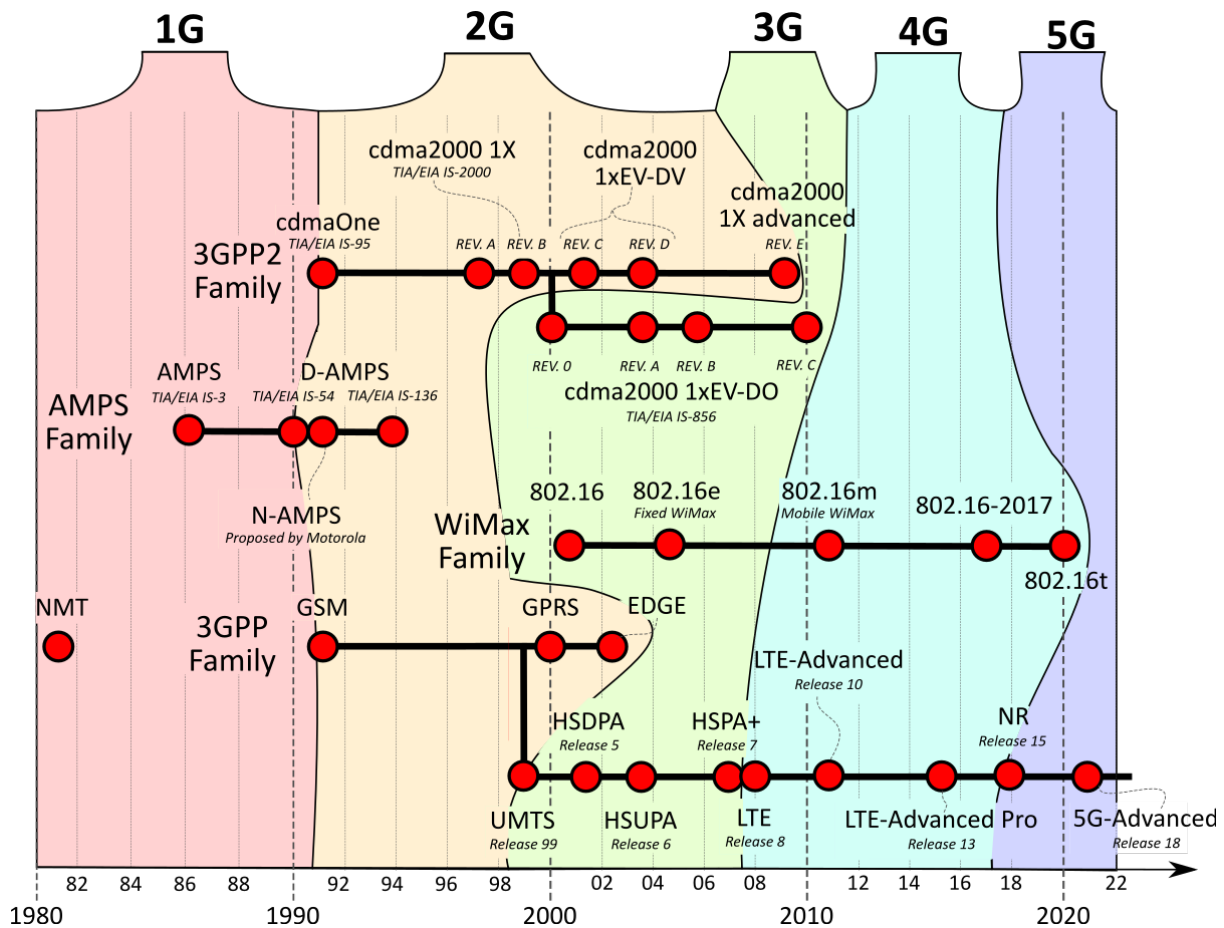 1G
2G
3G
4G
5G
cdma2000 1X
TIA/EIA IS-2000
cdma2000
1xEV-DV
cdma2000
1X advanced
cdmaOne
TIA/EIA IS-95
REV. A
REV. B
REV. C
REV. D
REV. E
3GPP2
Family
REV. 0
REV. A
REV. B
REV. C
cdma2000 1xEV-DO
TIA/EIA IS-856
AMPS
TIA/EIA IS-3
D-AMPS
TIA/EIA IS-54
TIA/EIA IS-136
AMPS
Family
N-AMPS
Proposed by Motorola
WiMax
Family
802.16
802.16e
Fixed WiMax
802.16m
Mobile WiMax
802.16-2017
802.16t
NMT
GSM
GPRS
EDGE
3GPP
Family
LTE-Advanced
Release 10
HSDPA
Release 5
HSPA+
Release 7
NR
Release 15
UMTS
Release 99
HSUPA
Release 6
LTE
Release 8
LTE-Advanced Pro
Release 13
5G-Advanced
Release 18
82
84
86
88
92
94
96
98
02
04
06
08
12
14
16
18
22
1980
1990
2000
2010
2020